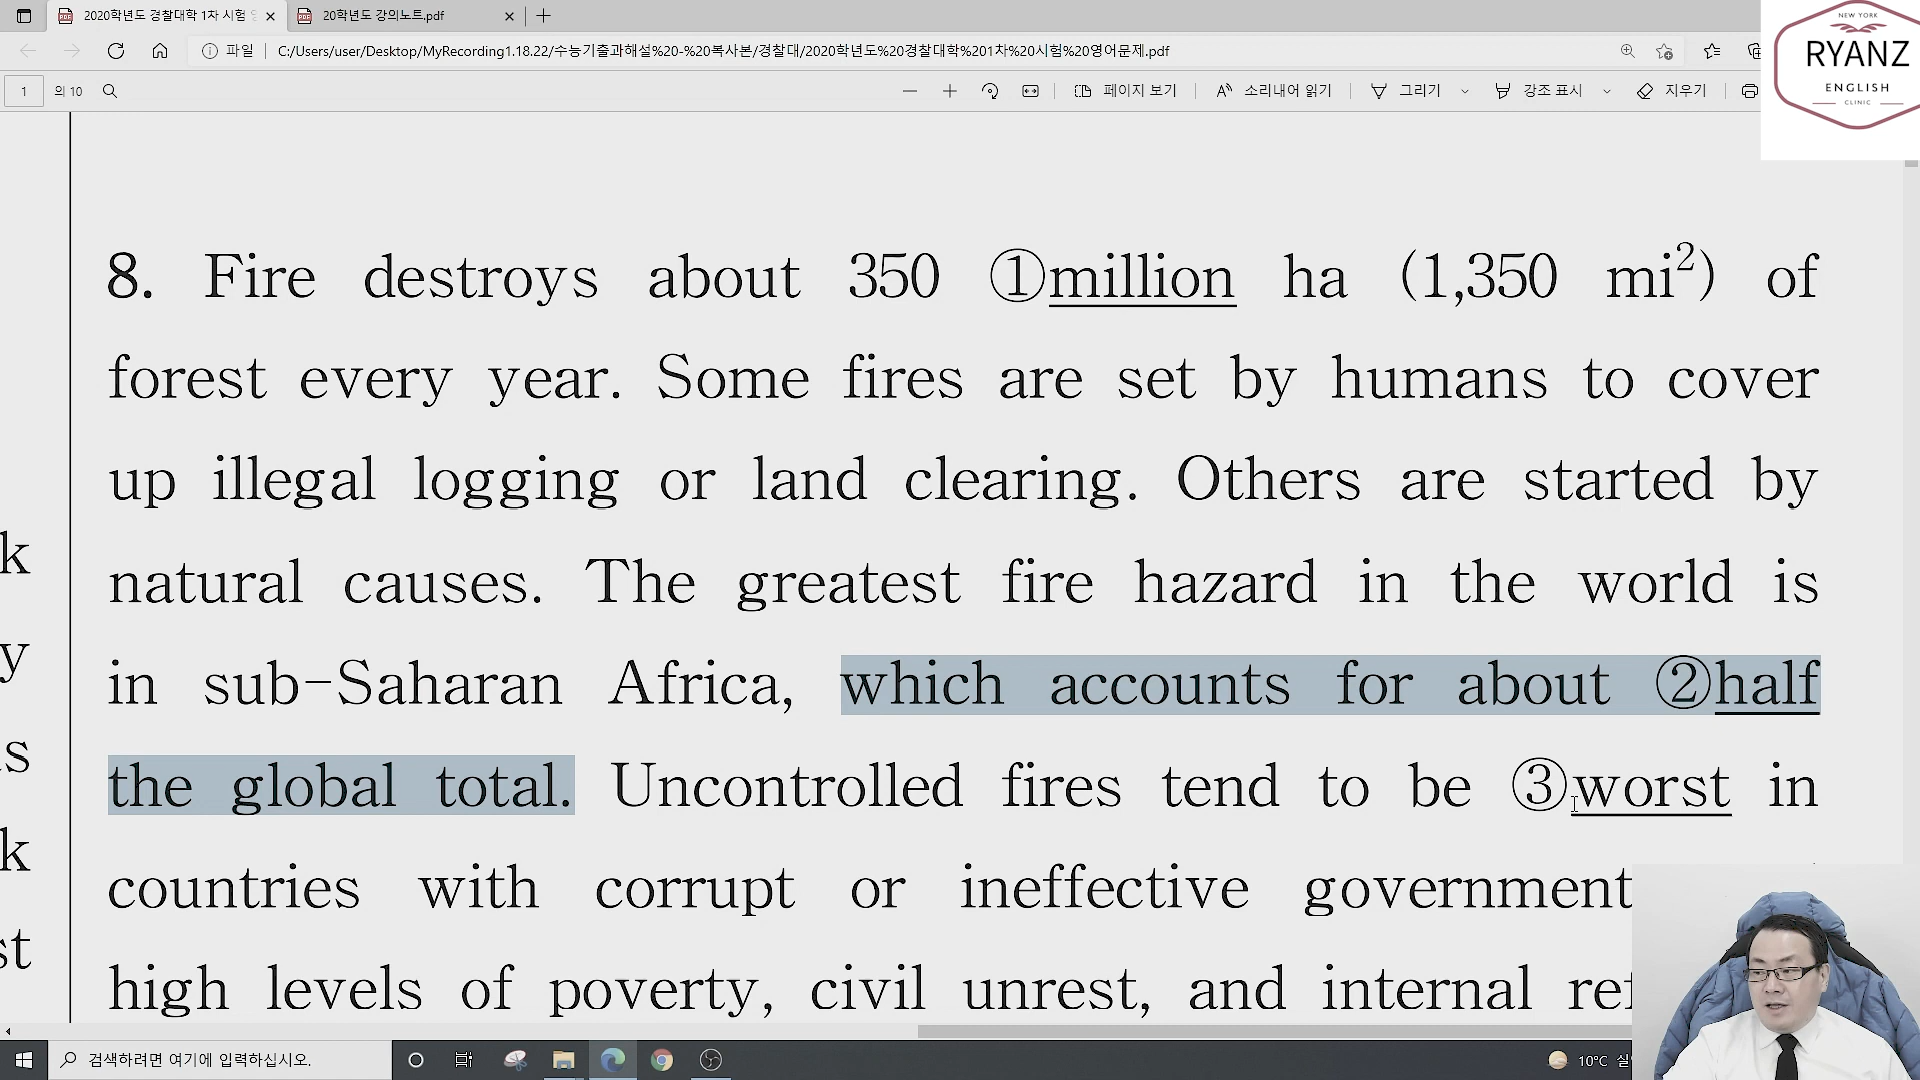 2020학년도 경찰대학 1차 시험
20학년도 강의노트.pdf
파일
C:/Users/user/Desktop/MyRecording1.18.22/수능기출과해설%20-%20복사본/경찰대/2020학년도%20경찰대학%201차%20시험%20영어문제.pdf
1 의 10
페이지 보기
소리내어 읽기
그리기
강조 표시
지우기
NEW YORK
RYANZ
ENGLISH
CLINIC
k
y
k
st
8. Fire destroys about 350 ①million ha (1,350 mi²) of
forest every year. Some fires are set by humans to cover
up illegal logging or land clearing. Others are started by
natural causes. The greatest fire hazard in the world is
in sub-Saharan Africa, which accounts for about ②half
the global total. Uncontrolled fires tend to be ③worst in
countries with corrupt or ineffective government
high levels of poverty, civil unrest, and internal
검색하려면 여기에 입력하십시오.
10°C